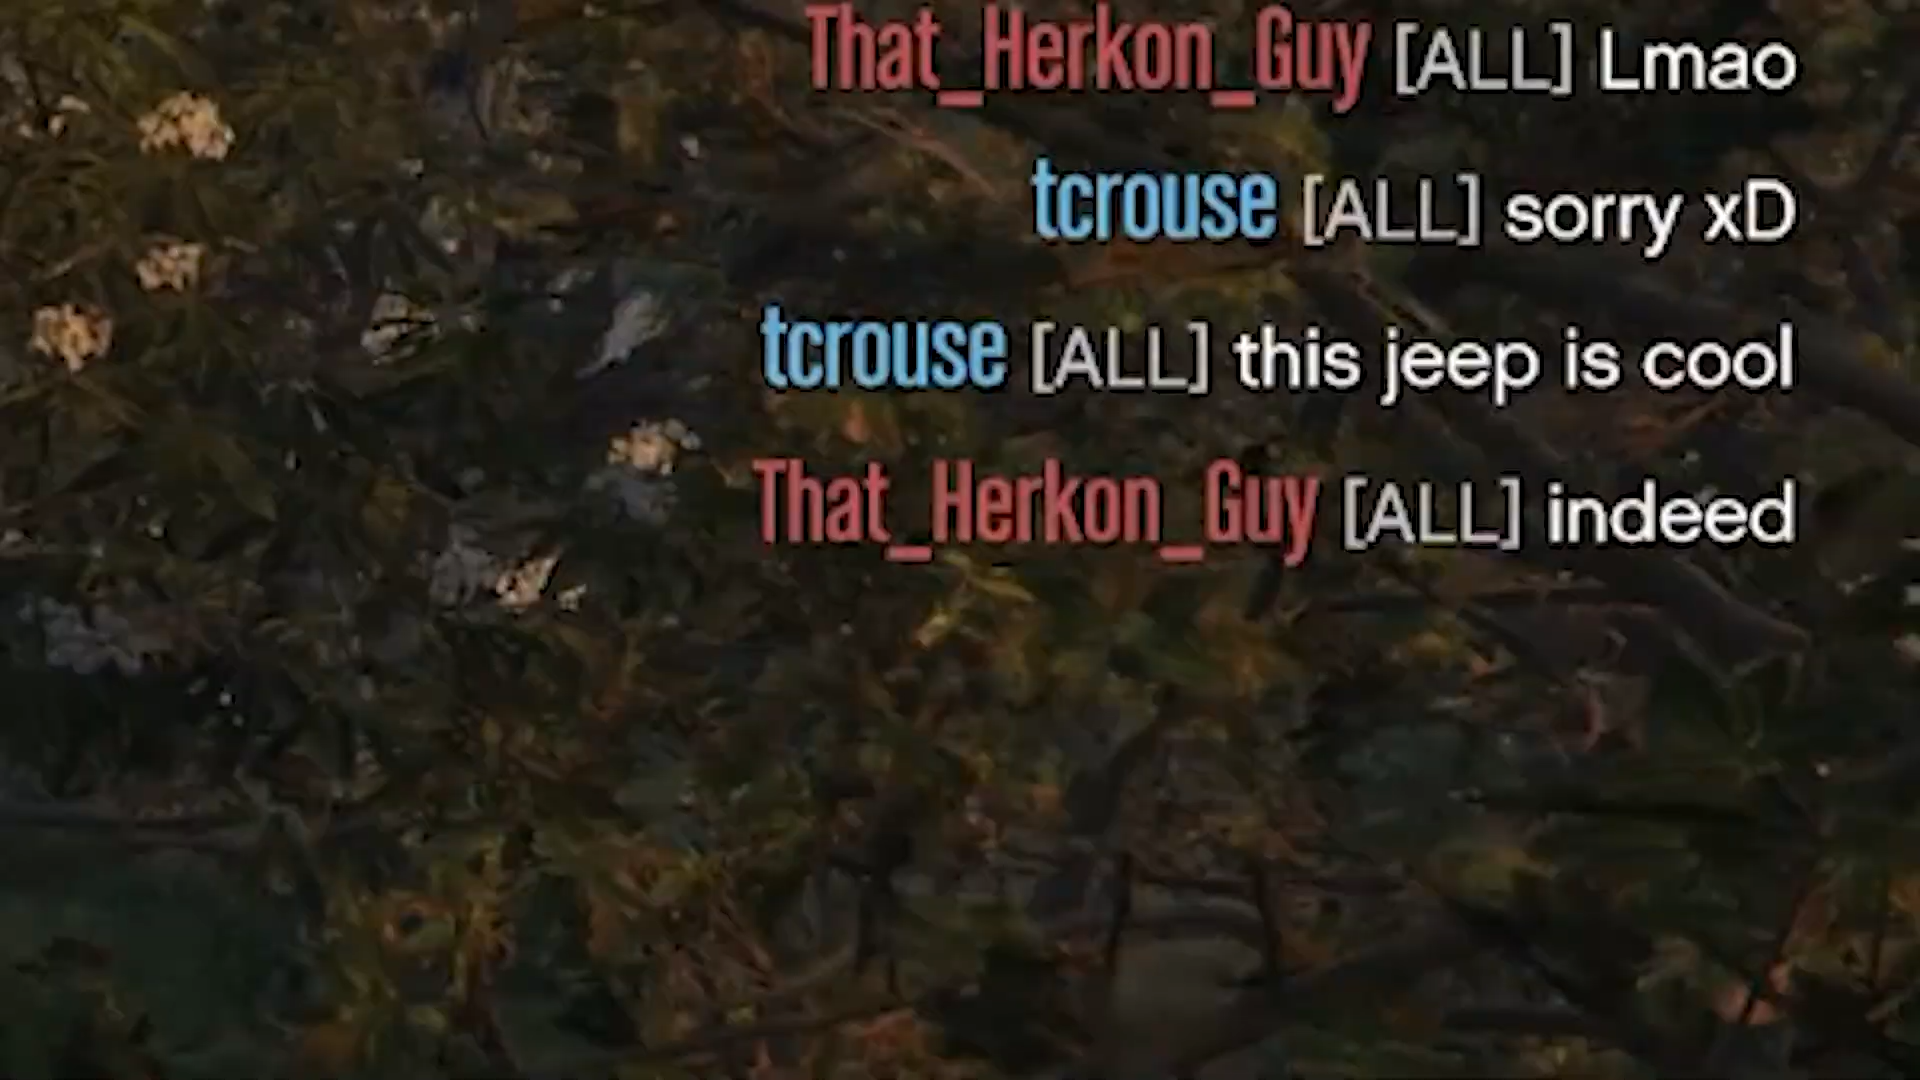 That_Herkon_Guy [ALL] Lmao
tcrouse [ALL] sorry xD
tcrouse [ALL] this jeep is cool
That_Herkon_Guy [ALL] indeed